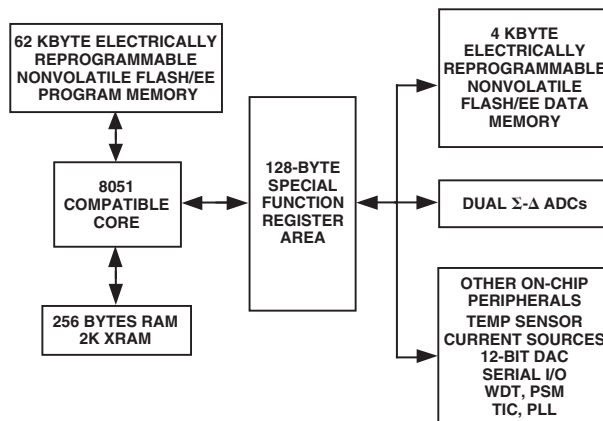 62 KBYTE ELECTRICALLY
REPROGRAMMABLE
NONVOLATILE FLASH/EE
PROGRAM MEMORY
8051
COMPATIBLE
CORE
256 BYTES RAM
2K XRAM
128-BYTE
SPECIAL
FUNCTION
REGISTER
AREA
4 KBYTE
ELECTRICALLY
REPROGRAMMABLE
NONVOLATILE
FLASH/EE DATA
MEMORY
DUAL Σ-Δ ADCs
OTHER ON-CHIP
PERIPHERALS
TEMP SENSOR
CURRENT SOURCES
12-BIT DAC
SERIAL I/O
WDT, PSM
TIC, PLL